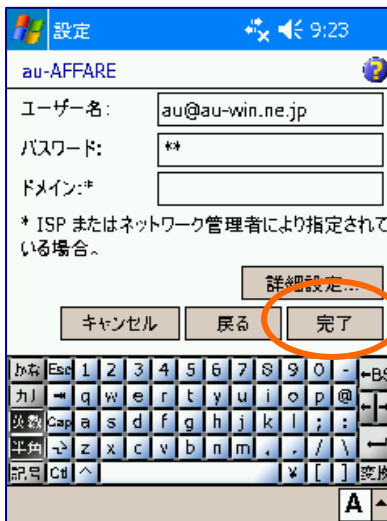 設定 9:23
au-AFFARE
ユーザー名: au@au-win.ne.jp
パスワード: **
ドメイン:*
* ISP またはネットワーク管理者により指定されて
いる場合。
詳細設定...
キャンセル 戻る 完了
かな Esc 1 2 3 4 5 6 7 8 9 0 - ←BS
カナ q w e r t y u i o p @
英数 Cap a s d f g h j k l ; :
半角 z x c v b n m , . / \
記号 Ctl ^ ¥ [ ] 変換
A